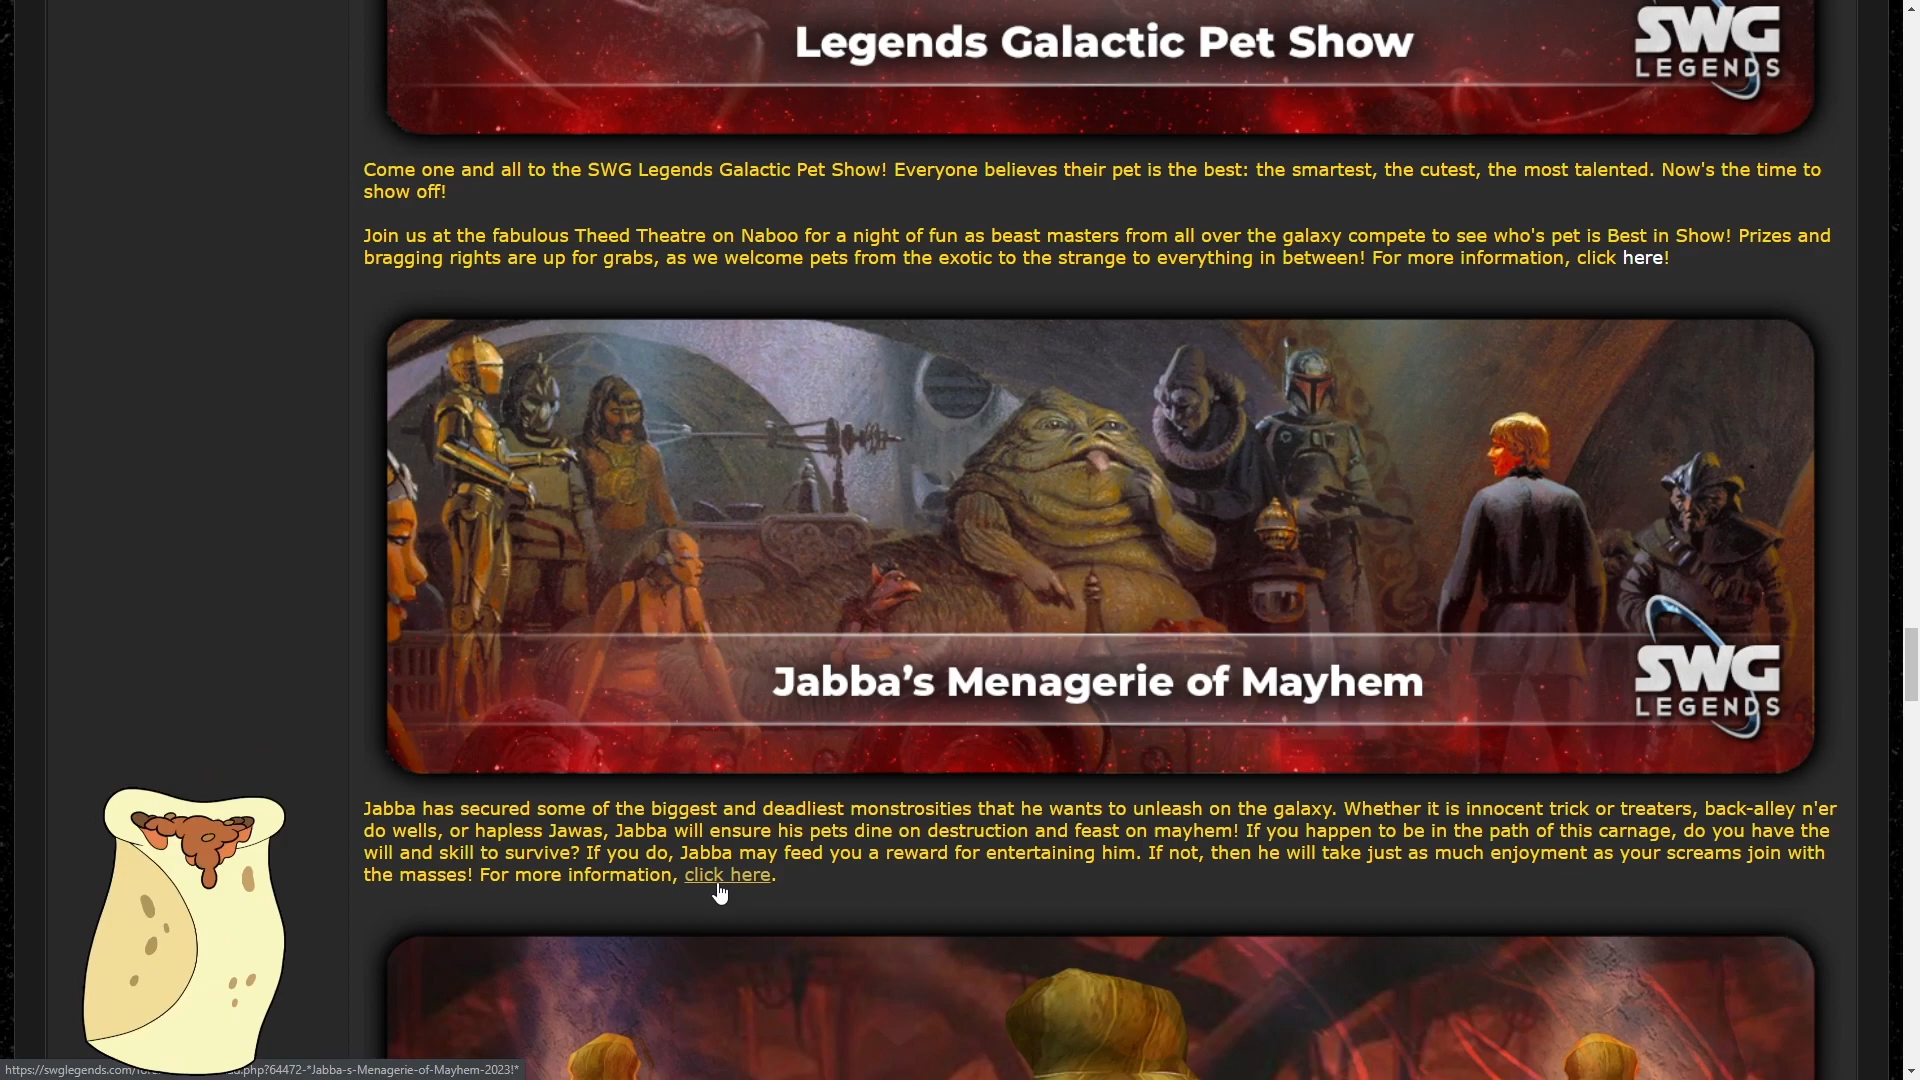 Legends Galactic Pet Show
SWG
LEGENDS
Come one and all to the SWG Legends Galactic Pet Show! Everyone believes their pet is the best: the smartest, the cutest, the most talented. Now's the time to
show off!
Join us at the fabulous Theed Theatre on Naboo for a night of fun as beast masters from all over the galaxy compete to see who's pet is Best in Show! Prizes and
bragging rights are up for grabs, as we welcome pets from the exotic to the strange to everything in between! For more information, click here!
Jabba’s Menagerie of Mayhem
SWG
LEGENDS
Jabba has secured some of the biggest and deadliest monstrosities that he wants to unleash on the galaxy. Whether it is innocent trick or treaters, back-alley n'er
do wells, or hapless Jawas, Jabba will ensure his pets dine on destruction and feast on mayhem! If you happen to be in the path of this carnage, do you have the
will and skill to survive? If you do, Jabba may feed you a reward for entertaining him. If not, then he will take just as much enjoyment as your screams join with
the masses! For more information, click here.
https://swglegends.com/ .php?64472-*Jabba-s-Menagerie-of-Mayhem-2023!*